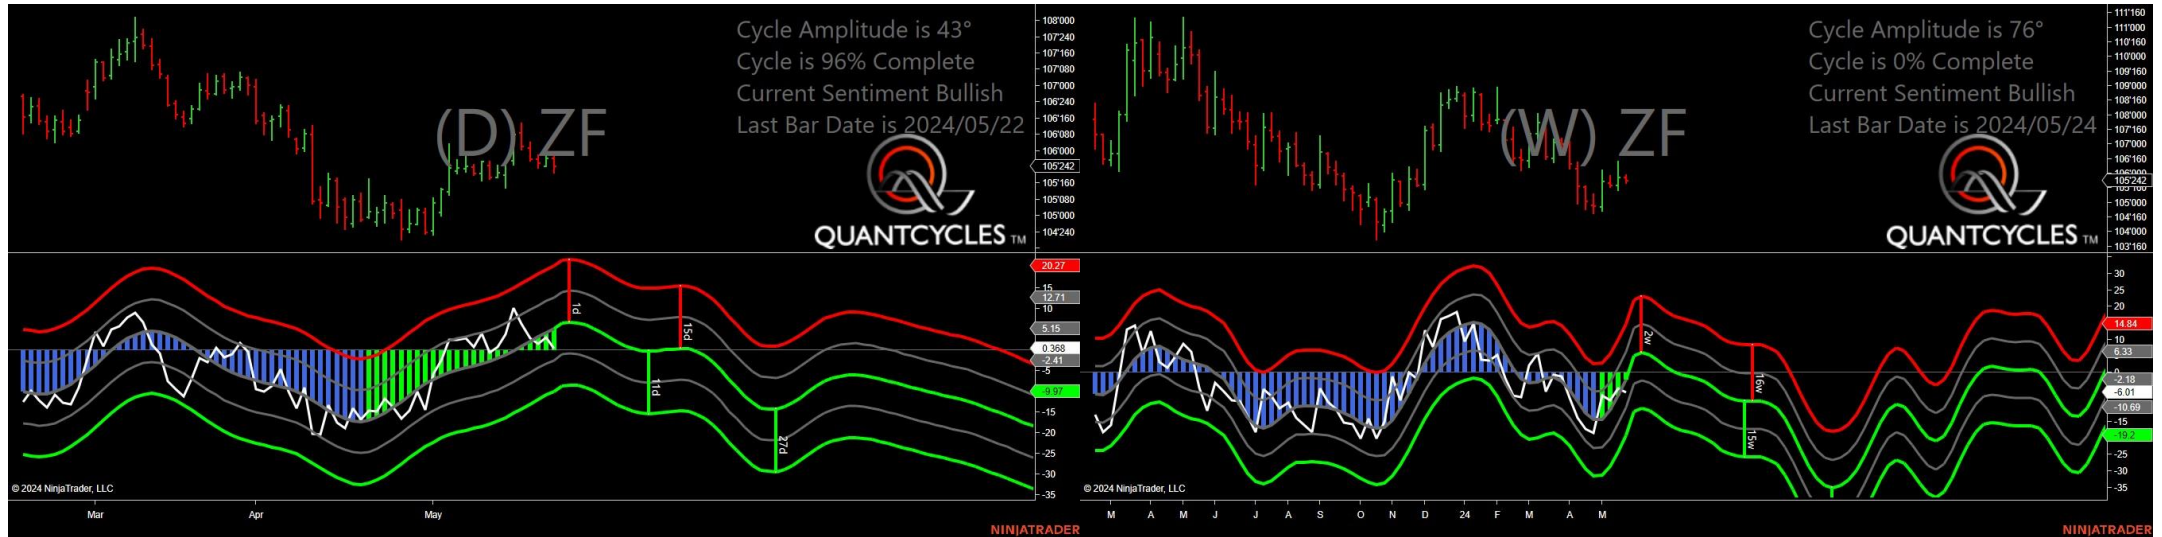 Cycle Amplitude is 43°
Cycle is 96% Complete
Current Sentiment Bullish
Last Bar Date is 2024/05/22
(D) ZF
QUANTCYCLES TM
108'000
107'240
107'160
107'080
107'000
106'240
106'160
106'080
106'000
105'242
105'160
105'080
105'000
104'240
20.27
15
12.71
10
5.15
0.368
-2.41
-5
-9.97
-15
-20
-25
-30
-35
1d
15d
11d
27d
© 2024 NinjaTrader, LLC
Mar Apr May
NINJATRADER
Cycle Amplitude is 76°
Cycle is 0% Complete
Current Sentiment Bullish
Last Bar Date is 2024/05/24
(W) ZF
QUANTCYCLES TM
111'160
111'000
110'160
110'000
109'160
109'000
108'160
108'000
107'160
107'000
106'160
105'242
105'000
104'160
104'000
103'160
30
25
20
14.84
10
6.33
-2.18
-6.01
-10.69
-15
-19.2
-25
-30
-35
2w
16w
15w
© 2024 NinjaTrader, LLC
M A M J J A S O N D 24 F M A M
NINJATRADER